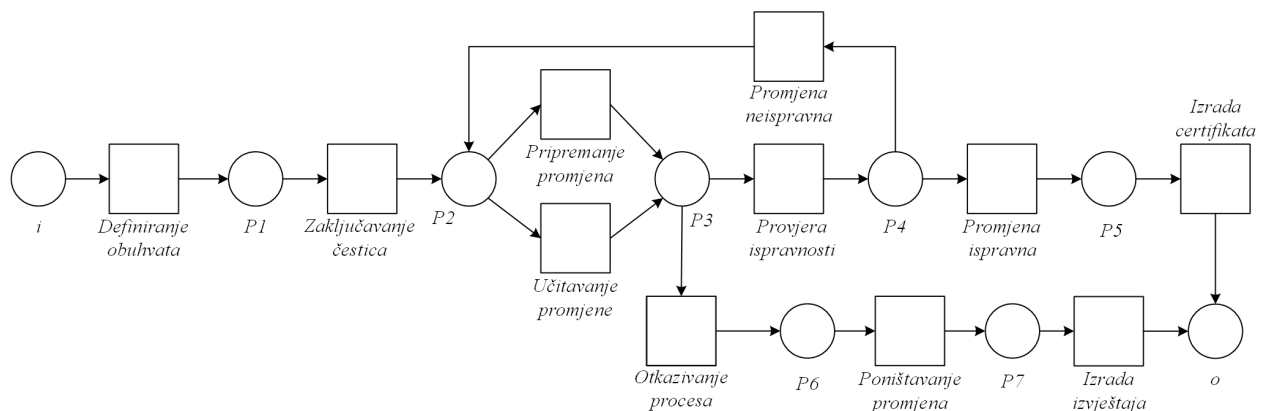 Promjena
neispravna
Izrada
certifikata
Pripremanje
promjena
i
Definiranje
obuhvata
P1
Zaključavanje
čestica
P2
P3
Provjera
ispravnosti
P4
Promjena
ispravna
P5
Učitavanje
promjene
Otkazivanje
procesa
P6
Poništavanje
promjena
P7
Izrada
izvještaja
o